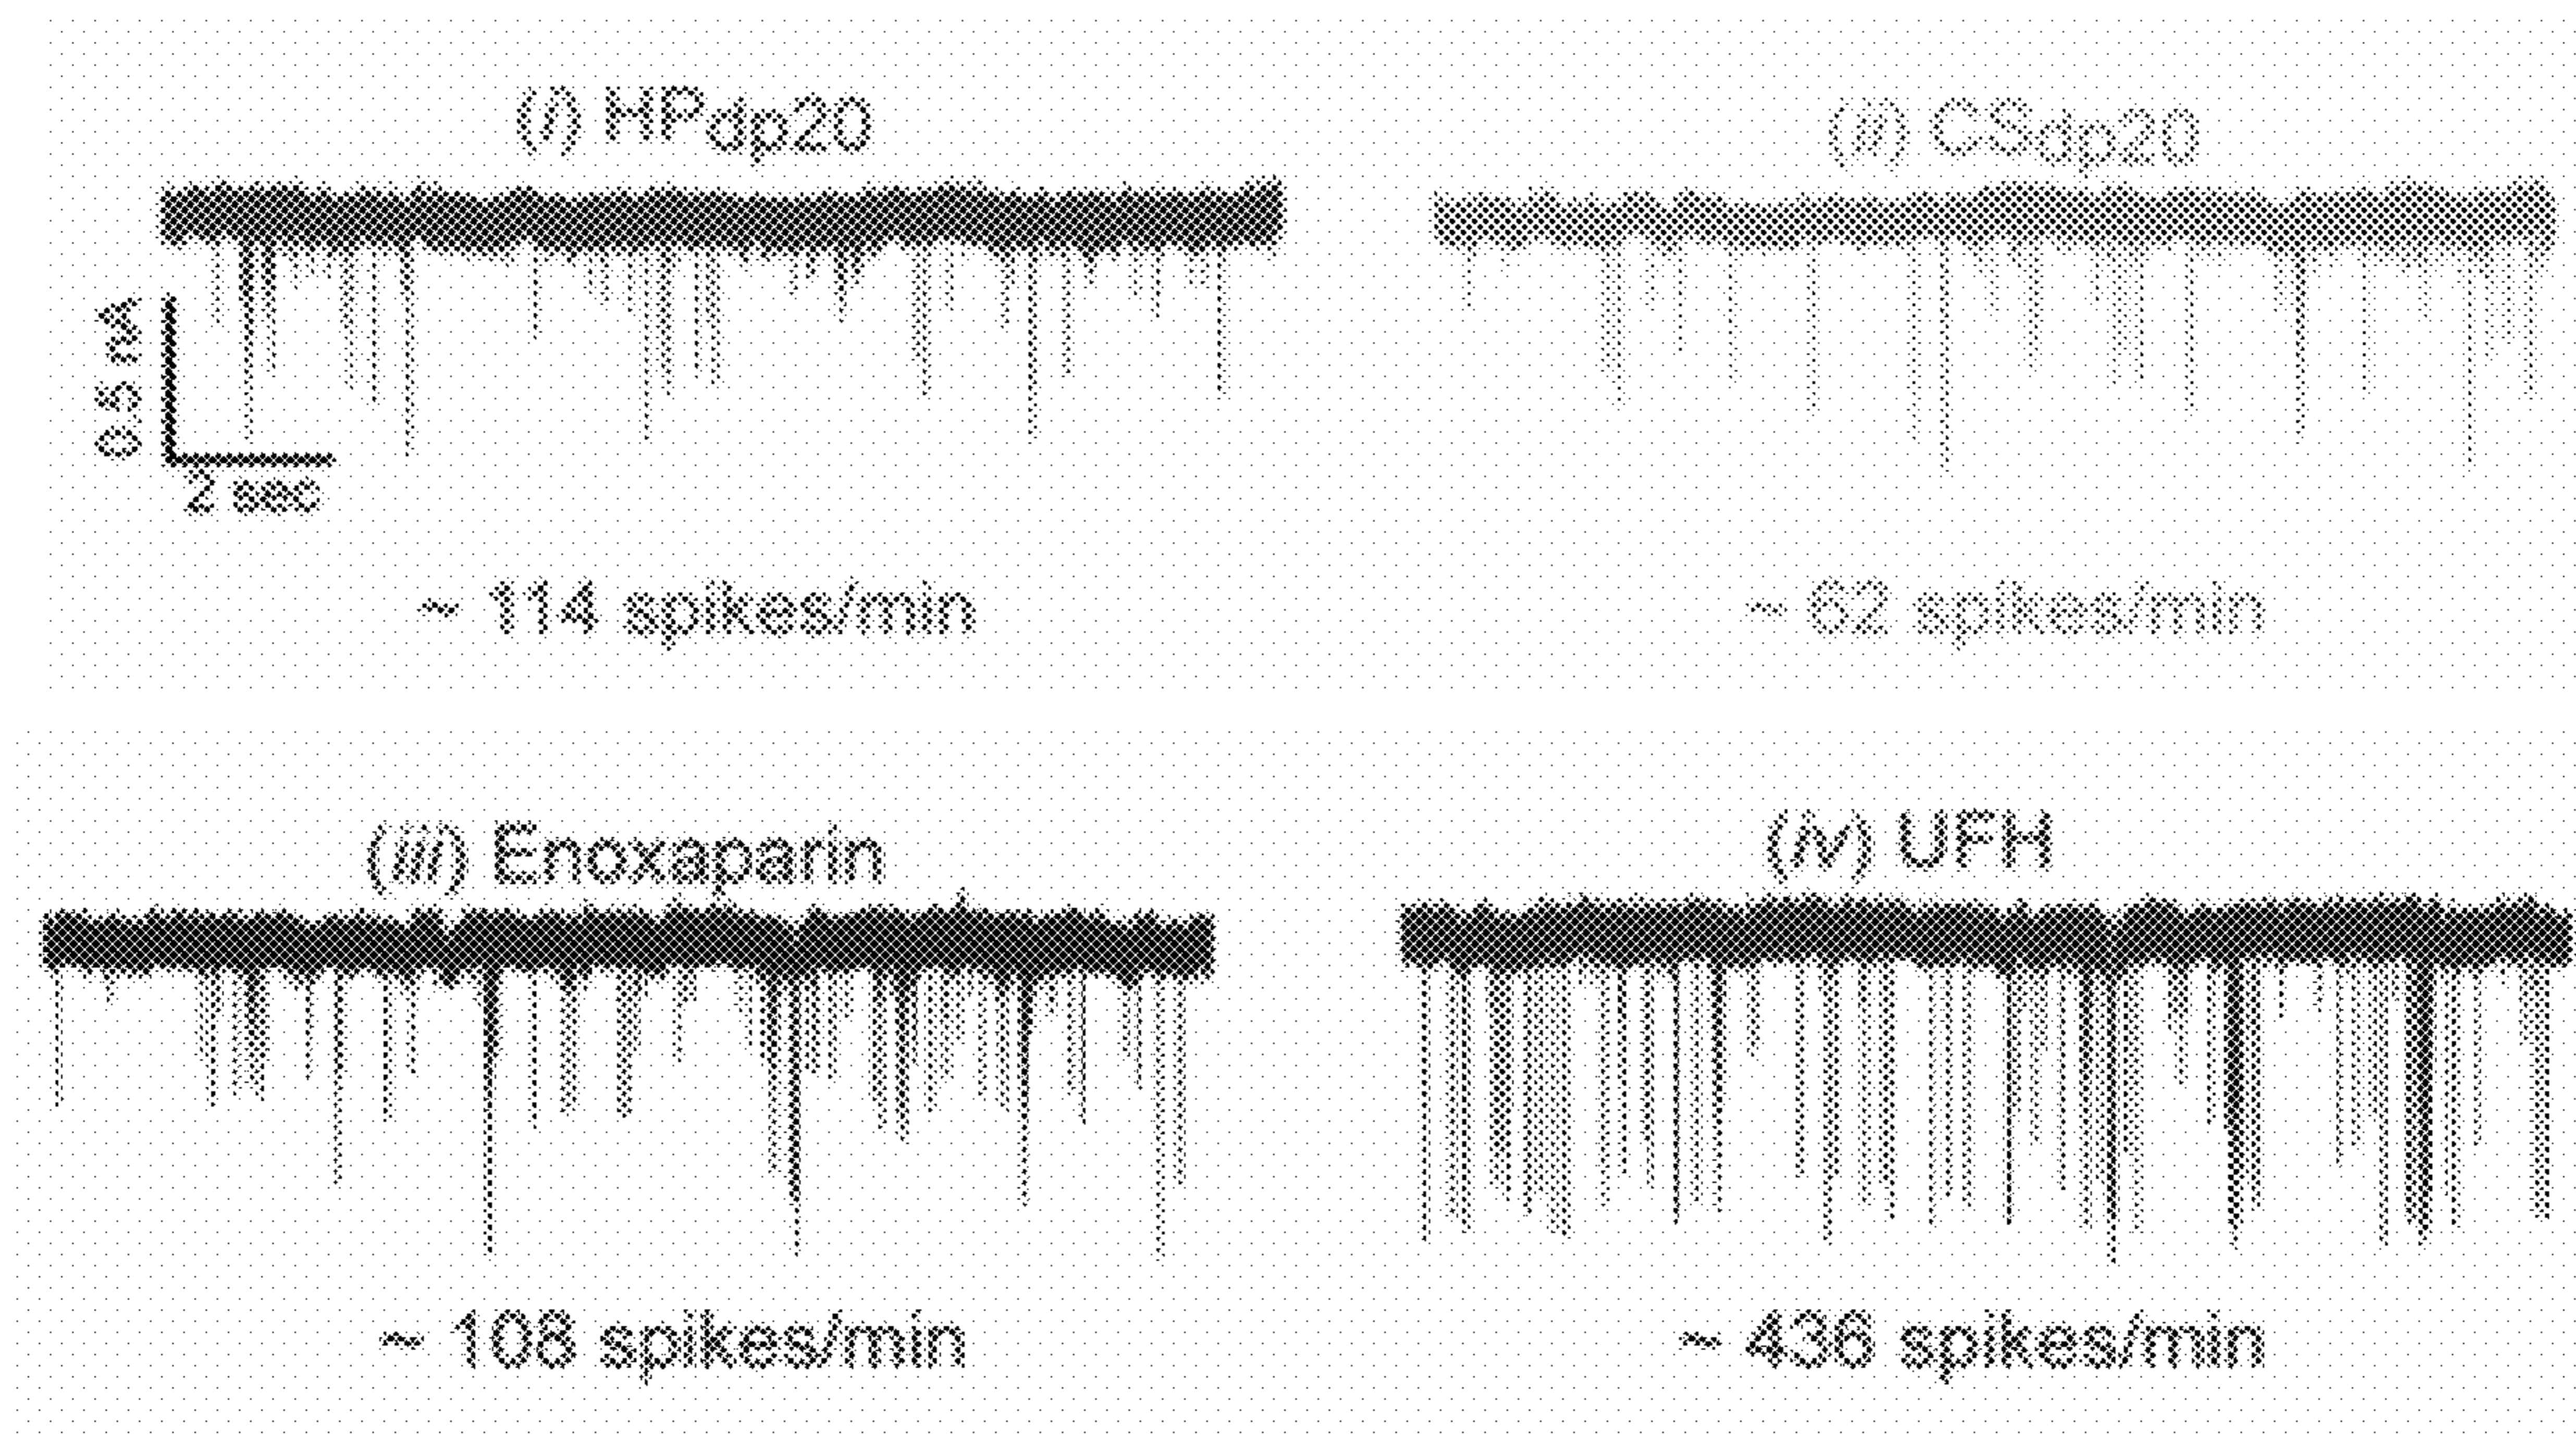 (i) HPdp20
(ii) CSdp20
0.5 nA
2 sec
~ 114 spikes/min
~ 62 spikes/min
(iii) Enoxaparin
(iv) UFH
~ 108 spikes/min
~ 436 spikes/min